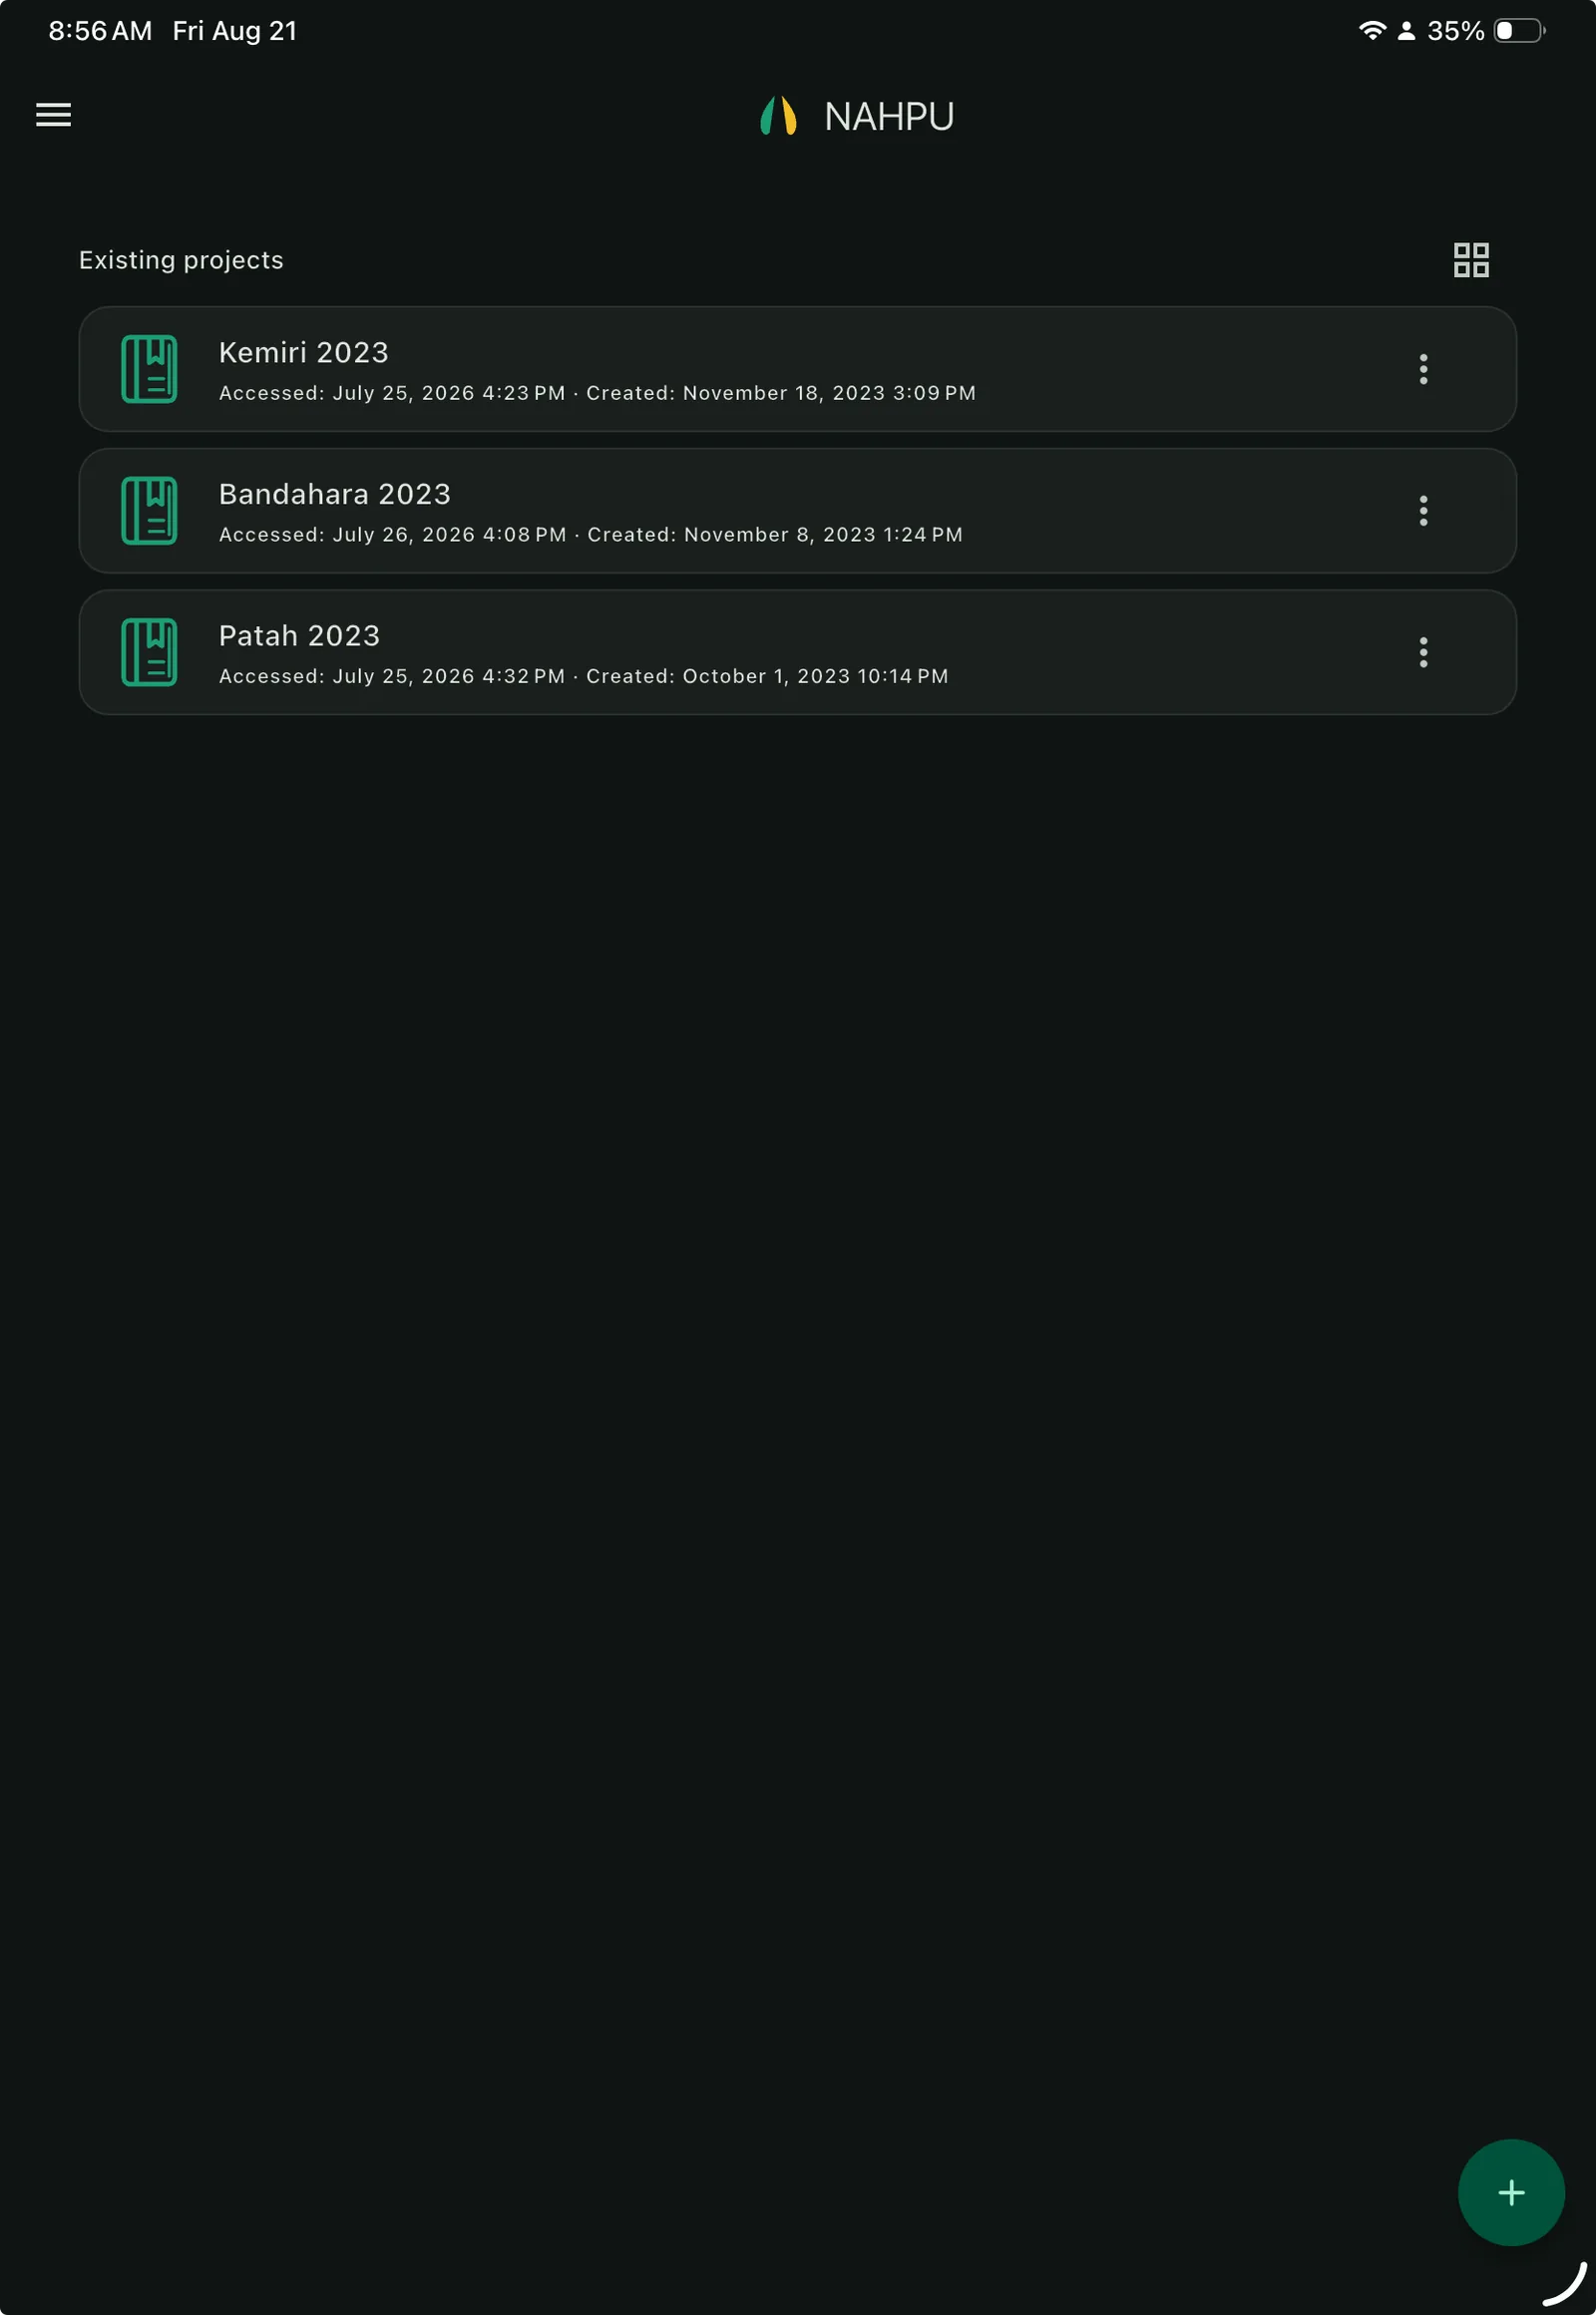 8:56 AM Fri Aug 21
35%
NAHPU
Existing projects
Kemiri 2023
Accessed: July 25, 2026 4:23 PM · Created: November 18, 2023 3:09 PM
Bandahara 2023
Accessed: July 26, 2026 4:08 PM · Created: November 8, 2023 1:24 PM
Patah 2023
Accessed: July 25, 2026 4:32 PM · Created: October 1, 2023 10:14 PM